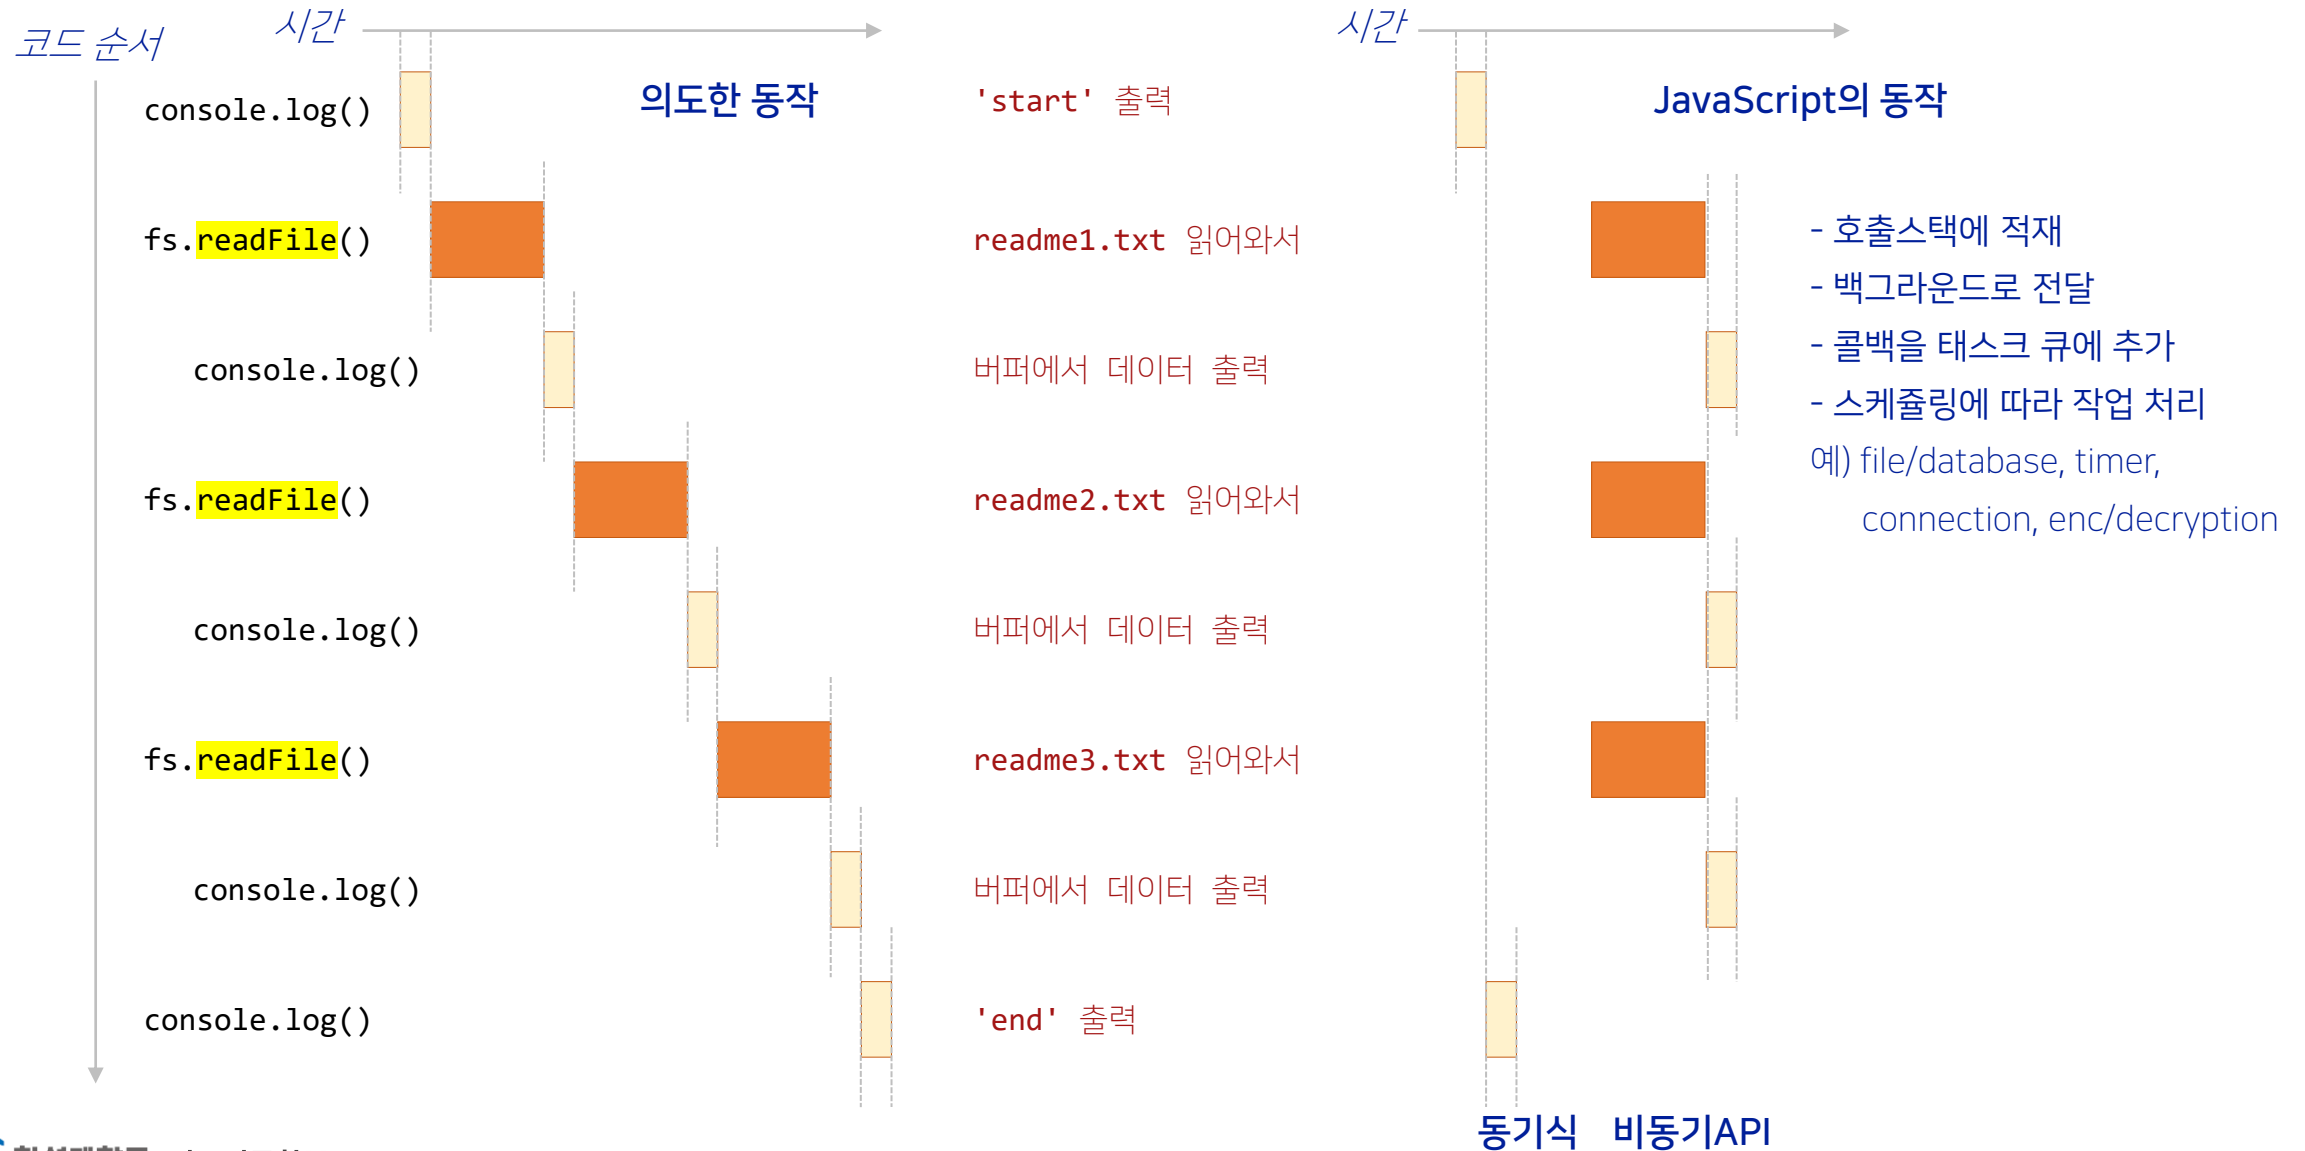 코드 순서
시간
시간
console.log()
의도한 동작
'start' 출력
JavaScript의 동작
fs.readFile()
readme1.txt 읽어와서
- 호출스택에 적재
- 백그라운드로 전달
console.log()
버퍼에서 데이터 출력
- 콜백을 태스크 큐에 추가
- 스케쥴링에 따라 작업 처리
예) file/database, timer,
connection, enc/decryption
fs.readFile()
readme2.txt 읽어와서
console.log()
버퍼에서 데이터 출력
fs.readFile()
readme3.txt 읽어와서
console.log()
버퍼에서 데이터 출력
console.log()
'end' 출력
동기식 비동기API